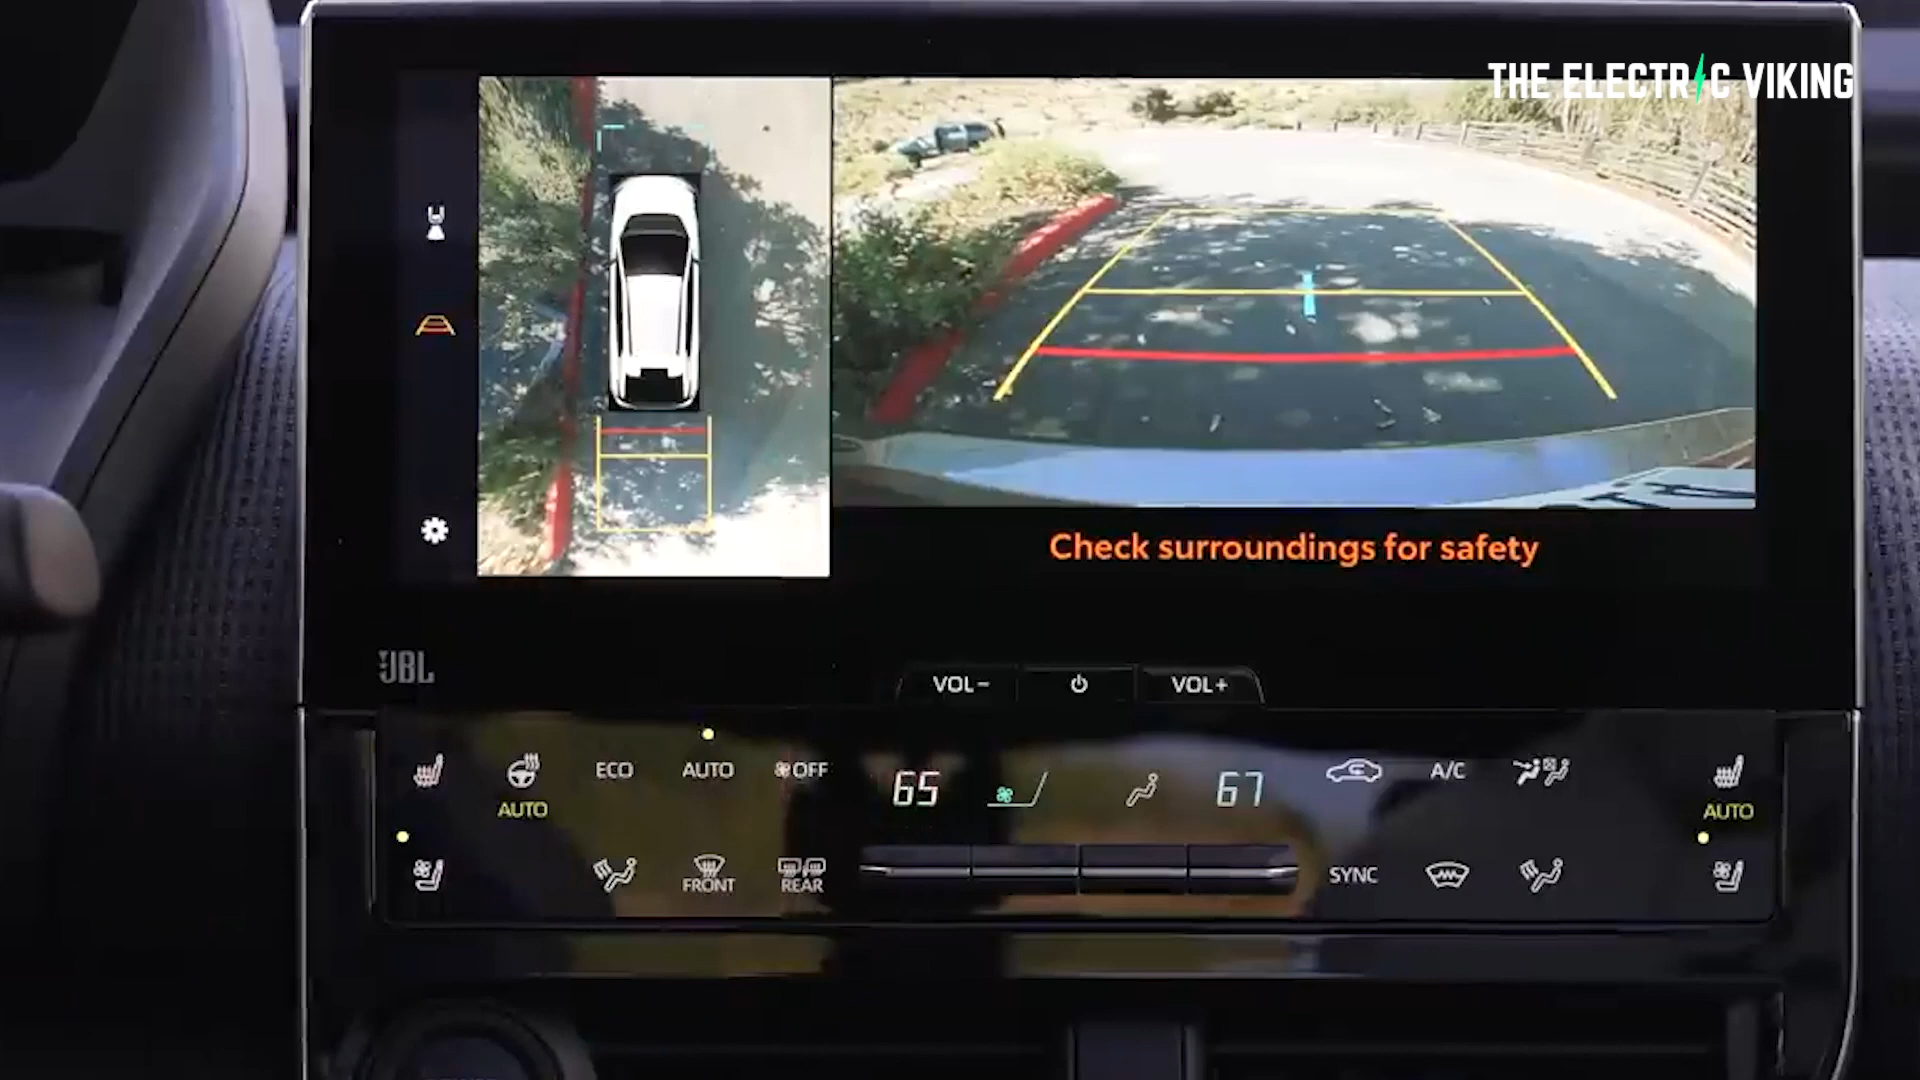 THE ELECTRIC VIKING
Check surroundings for safety
JBL
VOL- VOL+
ECO AUTO OFF 65 67 A/C
AUTO AUTO
FRONT REAR SYNC